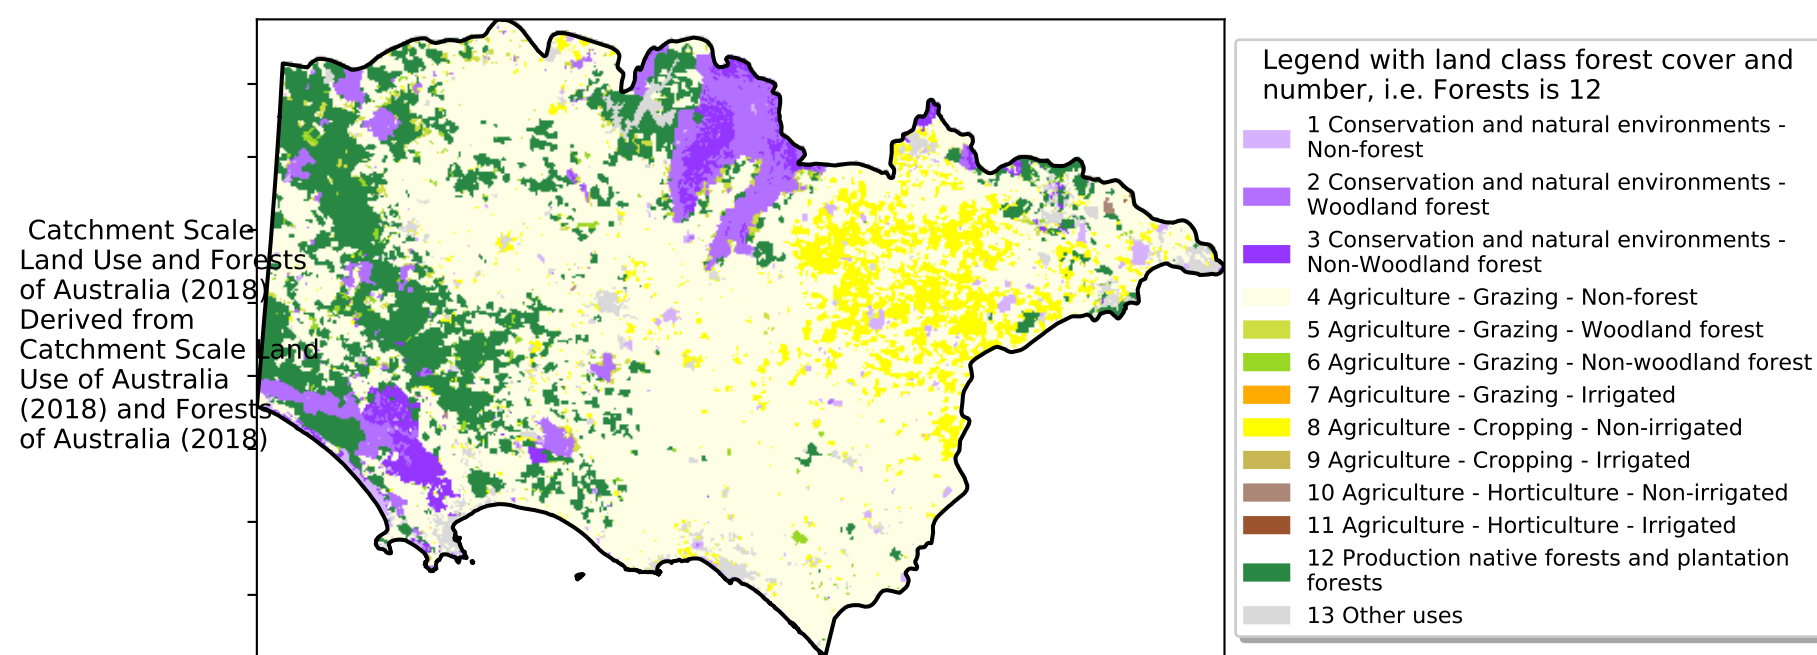 Catchment Scale
Land Use and Forests
of Australia (2018)
Derived from
Catchment Scale Land
Use of Australia
(2018) and Forests
of Australia (2018)
Legend with land class forest cover and
number, i.e. Forests is 12
1 Conservation and natural environments -
Non-forest
2 Conservation and natural environments -
Woodland forest
3 Conservation and natural environments -
Non-Woodland forest
4 Agriculture - Grazing - Non-forest
5 Agriculture - Grazing - Woodland forest
6 Agriculture - Grazing - Non-woodland forest
7 Agriculture - Grazing - Irrigated
8 Agriculture - Cropping - Non-irrigated
9 Agriculture - Cropping - Irrigated
10 Agriculture - Horticulture - Non-irrigated
11 Agriculture - Horticulture - Irrigated
12 Production native forests and plantation
forests
13 Other uses